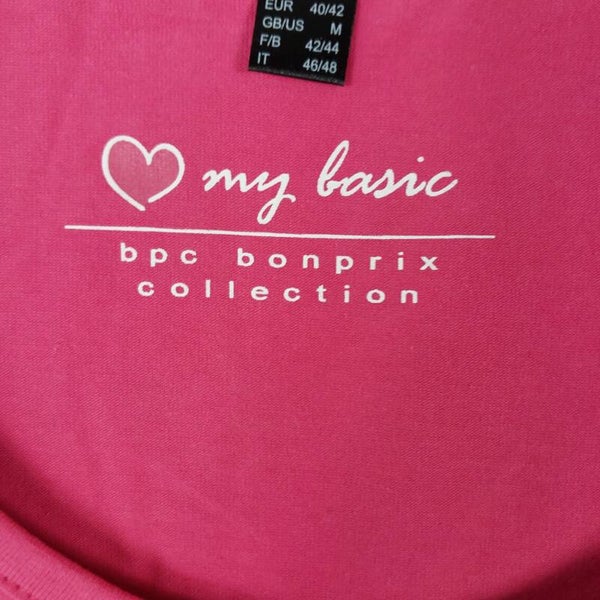 EUR 40/42
GB/US M
F/B 42/44
IT 46/48
my basic
bpc bonprix
collection